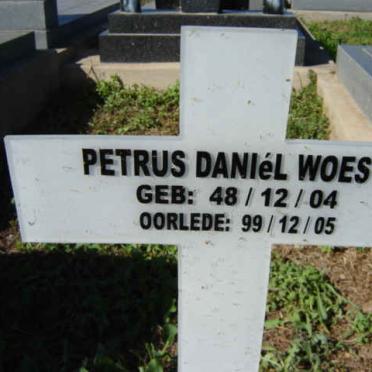 PETRUS DANIéL WOES
GEB: 48 / 12 / 04
OORLEDE: 99 / 12 / 05